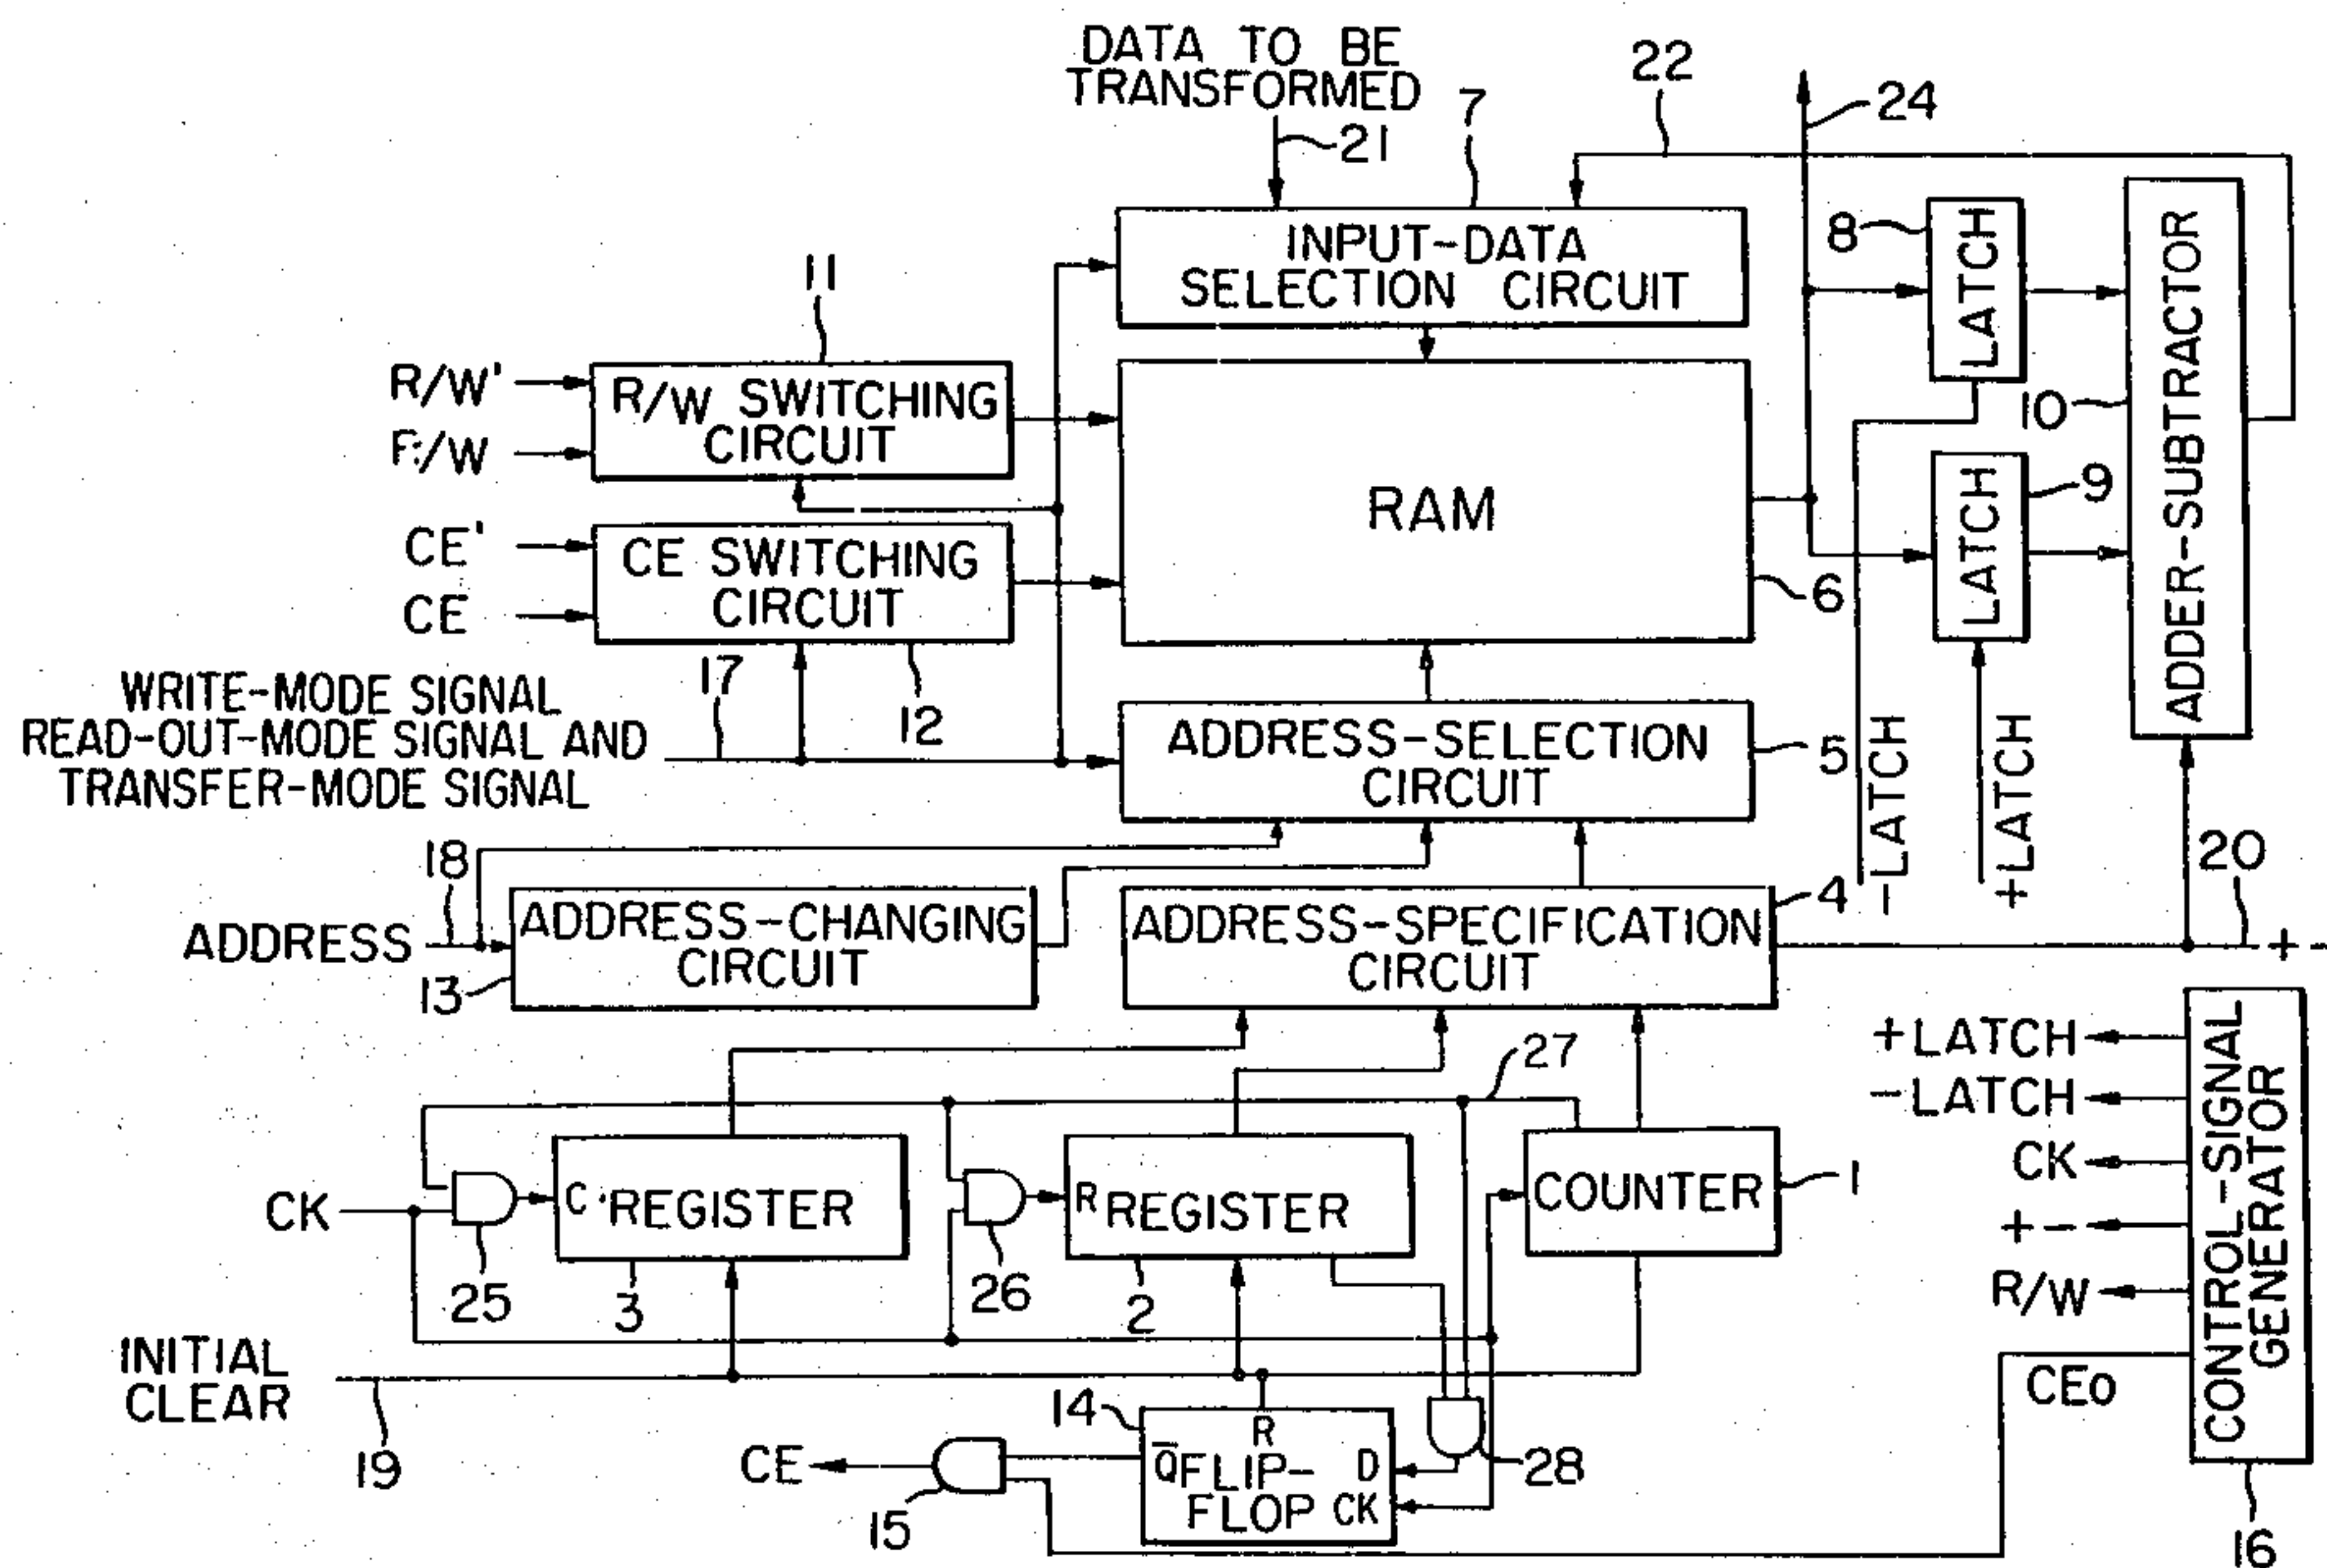 DATA TO BE
TRANSFORMED
21
7
22
24
INPUT-DATA
SELECTION CIRCUIT
8
LATCH
10
ADDER-SUBTRACTOR
11
R/W'
R/W
R/W SWITCHING
CIRCUIT
CE'
CE
CE SWITCHING
CIRCUIT
12
RAM
6
LATCH
9
WRITE-MODE SIGNAL
READ-OUT-MODE SIGNAL AND
TRANSFER-MODE SIGNAL
17
ADDRESS-SELECTION
CIRCUIT
5
-LATCH
+LATCH
20
+-
18
ADDRESS
ADDRESS-CHANGING
CIRCUIT
13
ADDRESS-SPECIFICATION
CIRCUIT
4
27
CK
25
C REGISTER
3
26
R REGISTER
2
COUNTER
1
+LATCH
-LATCH
CK
+-
R/W
CEo
CONTROL-SIGNAL
GENERATOR
16
INITIAL
CLEAR
19
14
R
Q̅ FLIP-
FLOP
D
CK
28
CE
15